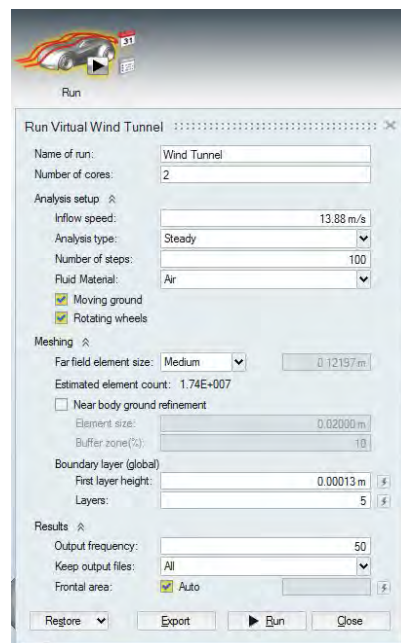 31
Run
Run Virtual Wind Tunnel
Name of run: Wind Tunnel
Number of cores: 2
Analysis setup
Inflow speed: 13.88 m/s
Analysis type: Steady
Number of steps: 100
Fluid Material: Air
Moving ground
Rotating wheels
Meshing
Far field element size: Medium 0.12197 m
Estimated element count: 1.74E+007
Near body ground refinement
Element size: 0.02000 m
Buffer zone(%): 10
Boundary layer (global)
First layer height: 0.00013 m
Layers: 5
Results
Output frequency: 50
Keep output files: All
Frontal area: Auto
Restore Export Run Close